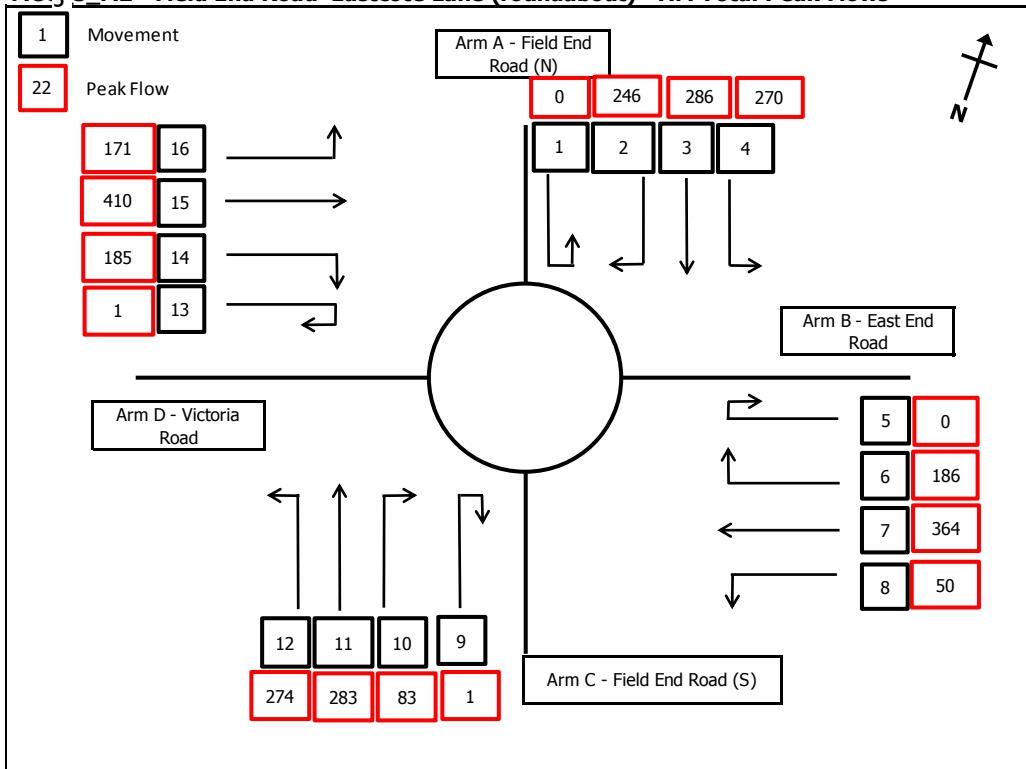 1 Movement
22 Peak Flow
Arm A - Field End
Road (N)
N
0 246 286 270
1 2 3 4
171 16
410 15
185 14
1 13
Arm B - East End
Road
Arm D - Victoria
Road
5 0
6 186
7 364
8 50
12 11 10 9
274 283 83 1
Arm C - Field End Road (S)